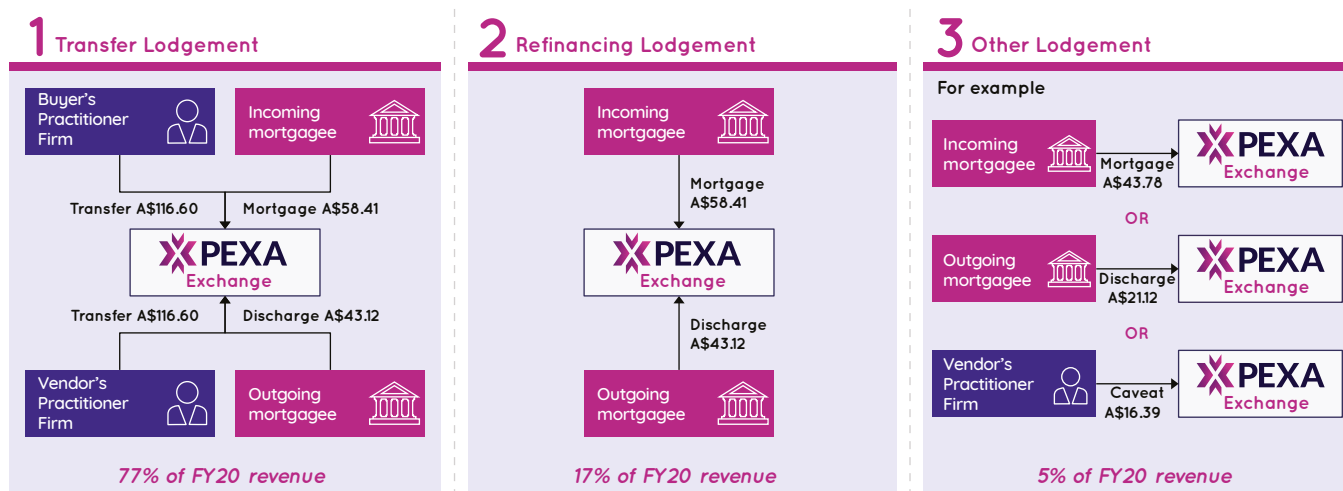 1 Transfer Lodgement
Buyer's
Practitioner
Firm
Incoming
mortgagee
Transfer A$116.60
Mortgage A$58.41
PEXA
Exchange
Transfer A$116.60
Discharge A$43.12
Vendor's
Practitioner
Firm
Outgoing
mortgagee
77% of FY20 revenue
2 Refinancing Lodgement
Incoming
mortgagee
Mortgage
A$58.41
PEXA
Exchange
Discharge
A$43.12
Outgoing
mortgagee
17% of FY20 revenue
3 Other Lodgement
For example
Incoming
mortgagee
Mortgage
A$43.78
PEXA
Exchange
OR
Outgoing
mortgagee
Discharge
A$21.12
PEXA
Exchange
OR
Vendor's
Practitioner
Firm
Caveat
A$16.39
PEXA
Exchange
5% of FY20 revenue